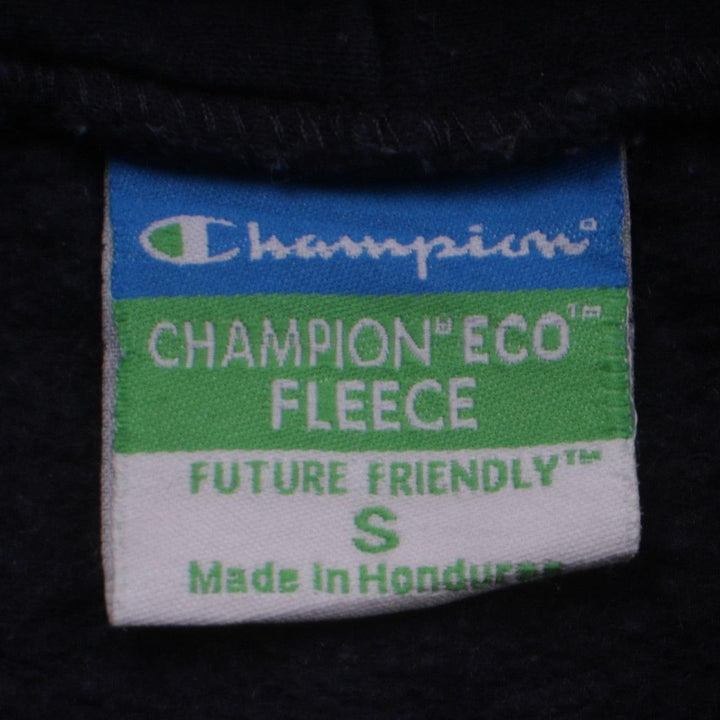 Champion®
CHAMPION® ECO™
FLEECE
FUTURE FRIENDLY™
S
Made in Honduras